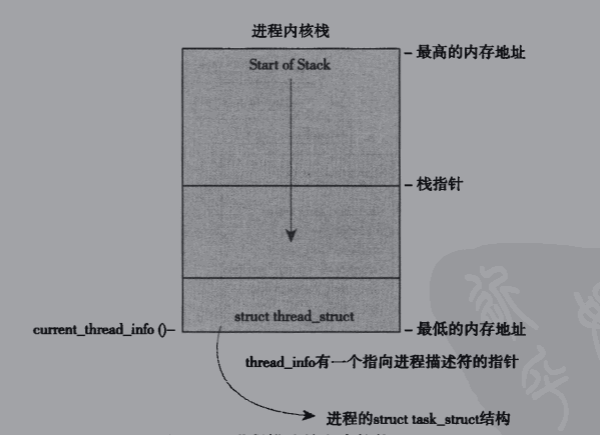 进程内核栈
Start of Stack
最高的内存地址
栈指针
struct thread_struct
current_thread_info ()
最低的内存地址
thread_info有一个指向进程描述符的指针
进程的struct task_struct结构